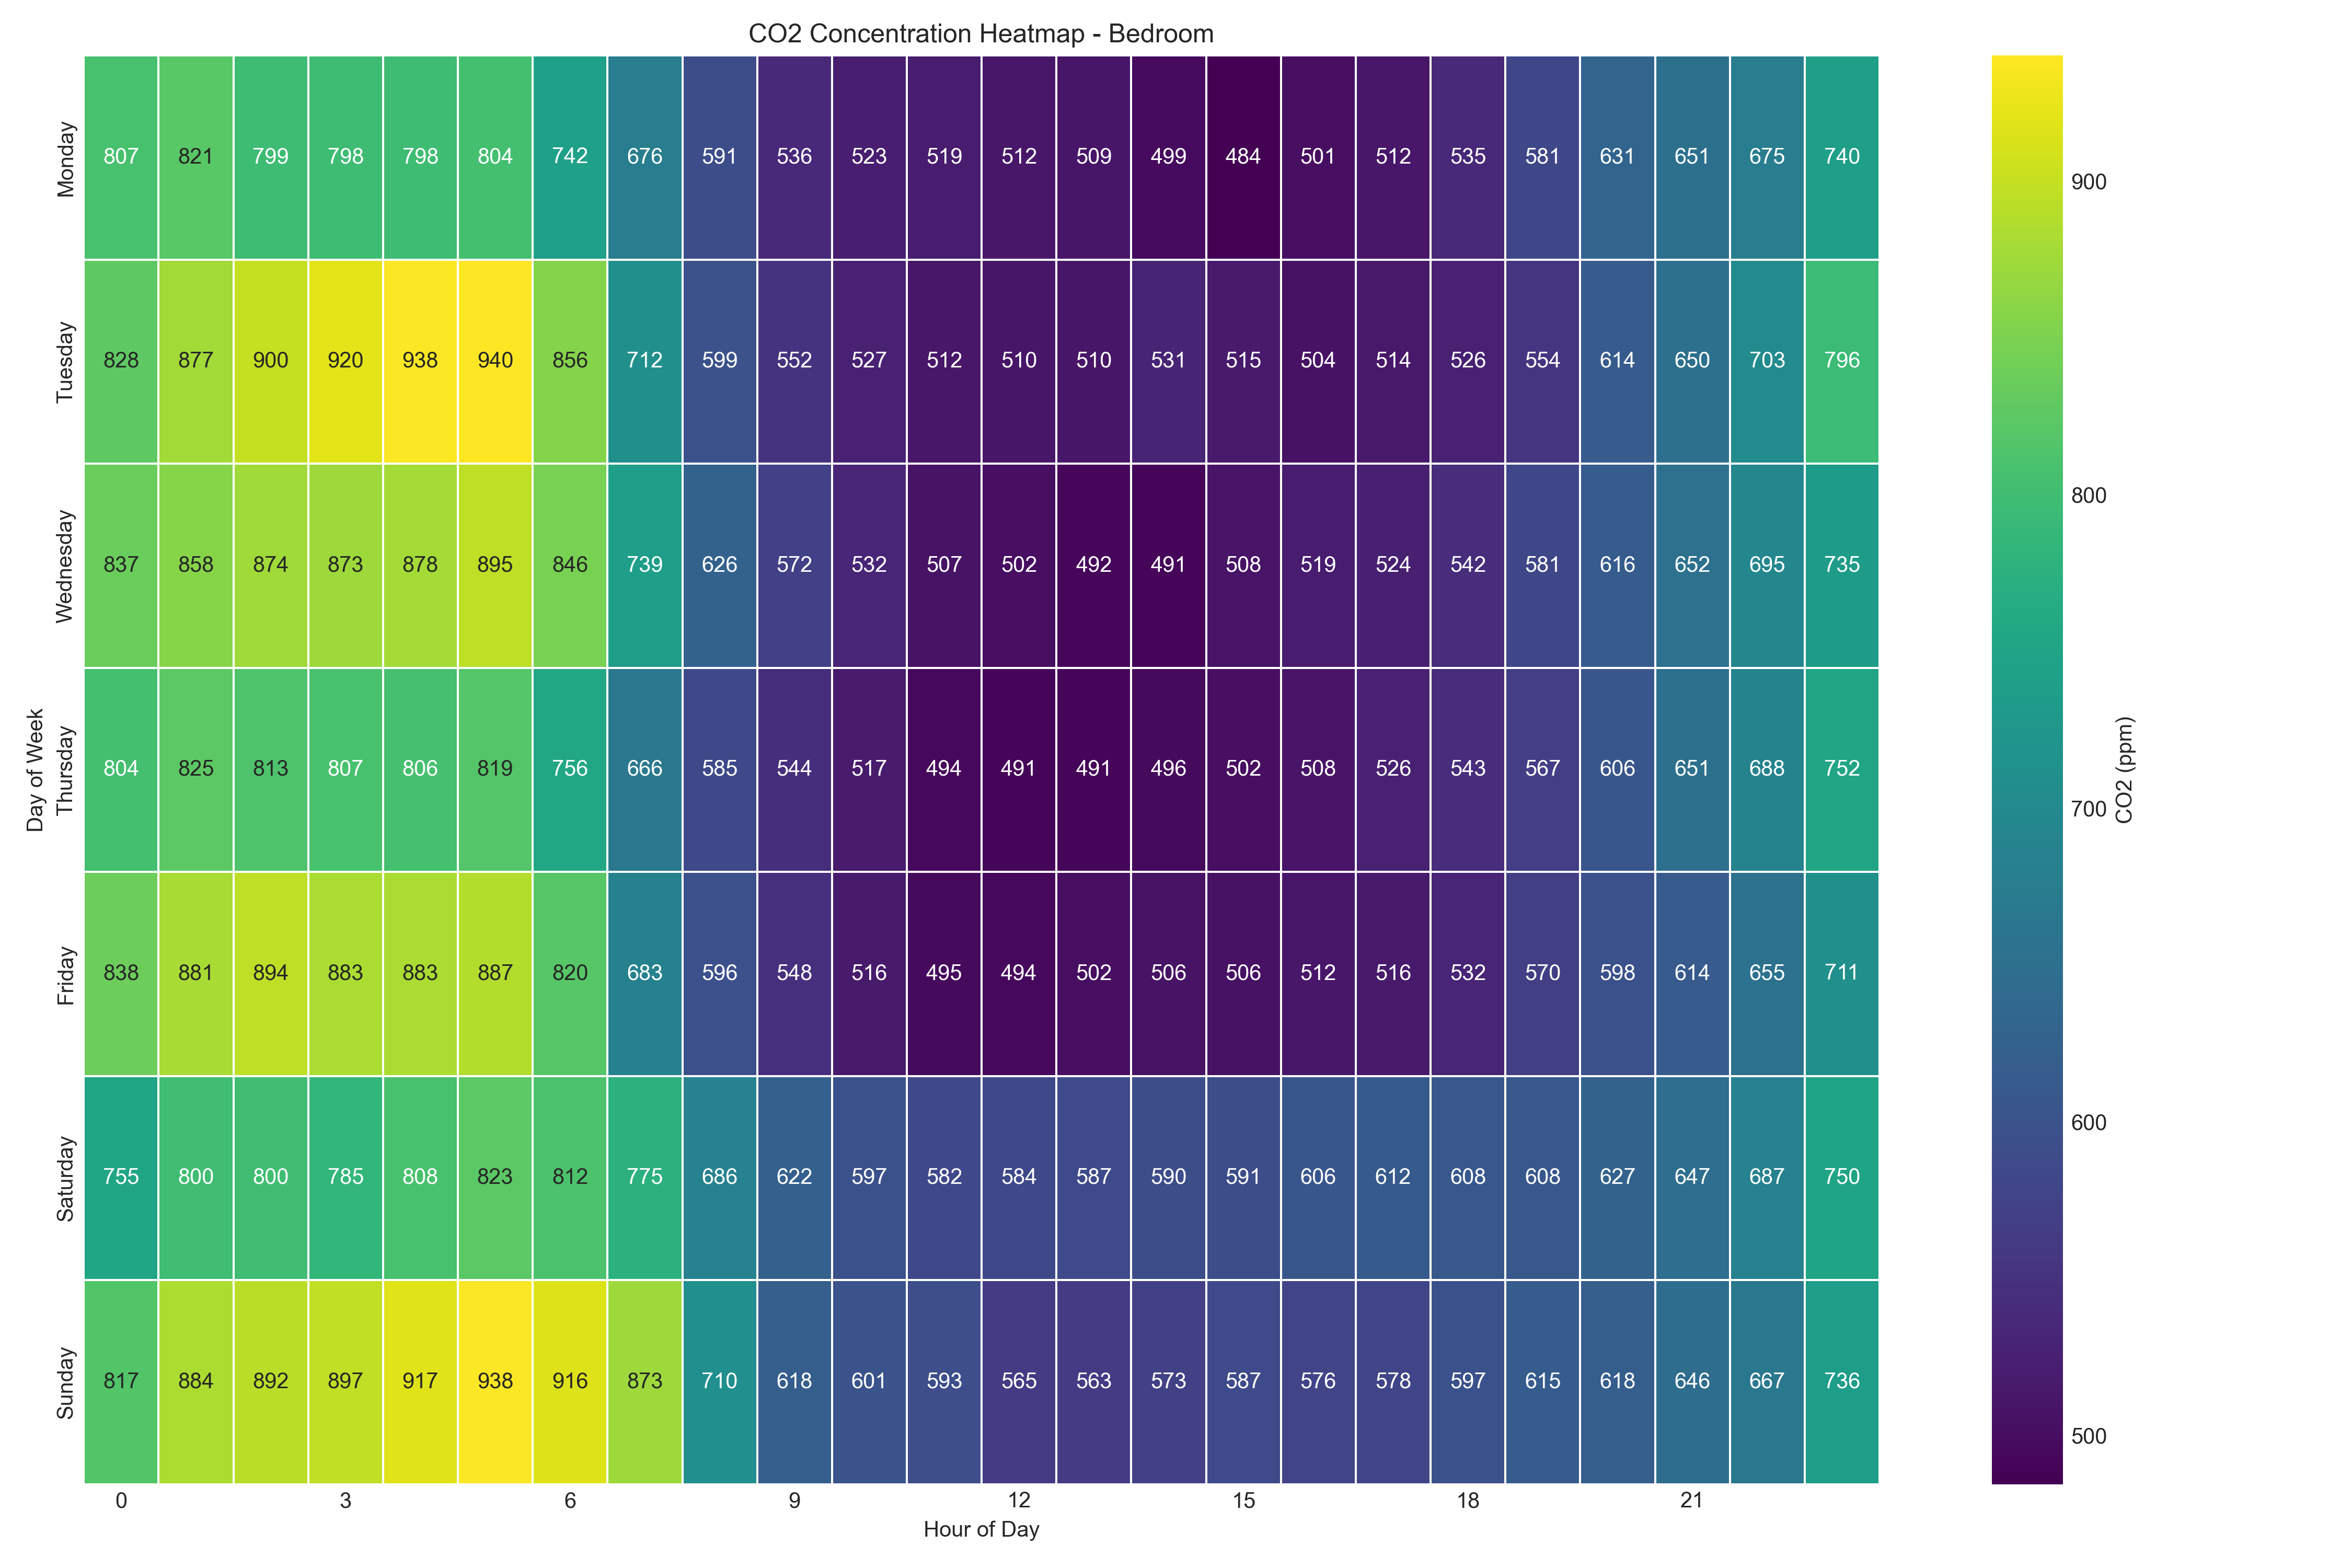 CO2 Concentration Heatmap - Bedroom
Monday 807 821 799 798 798 804 742 676 591 536 523 519 512 509 499 484 501 512 535 581 631 651 675 740
Tuesday 828 877 900 920 938 940 856 712 599 552 527 512 510 510 531 515 504 514 526 554 614 650 703 796
Wednesday 837 858 874 873 878 895 846 739 626 572 532 507 502 492 491 508 519 524 542 581 616 652 695 735
Thursday 804 825 813 807 806 819 756 666 585 544 517 494 491 491 496 502 508 526 543 567 606 651 688 752
Friday 838 881 894 883 883 887 820 683 596 548 516 495 494 502 506 506 512 516 532 570 598 614 655 711
Saturday 755 800 800 785 808 823 812 775 686 622 597 582 584 587 590 591 606 612 608 608 627 647 687 750
Sunday 817 884 892 897 917 938 916 873 710 618 601 593 565 563 573 587 576 578 597 615 618 646 667 736
0 3 6 9 12 15 18 21
Hour of Day
Day of Week
900
800
700
600
500
CO2 (ppm)